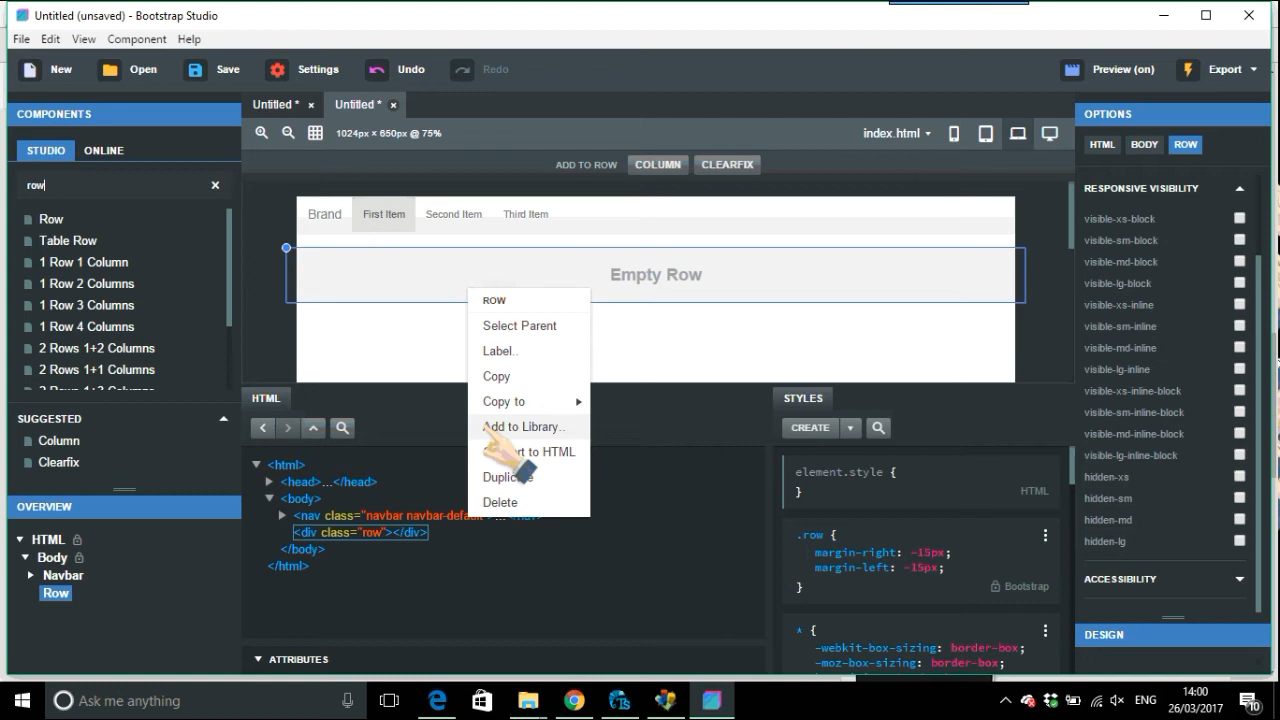 Untitled (unsaved) - Bootstrap Studio
File Edit View Component Help
New Open Save Settings Undo Redo Preview (on) Export
COMPONENTS
STUDIO ONLINE
row
Row
Table Row
1 Row 1 Column
1 Row 2 Columns
1 Row 3 Columns
1 Row 4 Columns
2 Rows 1+2 Columns
2 Rows 1+1 Columns
2 Rows 1+3 Columns
SUGGESTED
Column
Clearfix
OVERVIEW
HTML
Body
Navbar
Row
Untitled * Untitled *
1024px × 650px @ 75% index.html
ADD TO ROW COLUMN CLEARFIX
Brand First Item Second Item Third Item
Empty Row
ROW
Select Parent
Label..
Copy
Copy to
Add to Library..
to HTML
Duplicate
Delete
HTML
<html>
<head>...</head>
<body>
<nav class="navbar navbar-default">...</nav>
<div class="row"></div>
</body>
</html>
ATTRIBUTES
STYLES
CREATE
element.style {
}
HTML
.row {
margin-right: -15px;
margin-left: -15px;
}
Bootstrap
* {
-webkit-box-sizing: border-box;
-moz-box-sizing: border-box;
OPTIONS
HTML BODY ROW
RESPONSIVE VISIBILITY
visible-xs-block
visible-sm-block
visible-md-block
visible-lg-block
visible-xs-inline
visible-sm-inline
visible-md-inline
visible-lg-inline
visible-xs-inline-block
visible-sm-inline-block
visible-md-inline-block
visible-lg-inline-block
hidden-xs
hidden-sm
hidden-md
hidden-lg
ACCESSIBILITY
DESIGN
Ask me anything
ENG
14:00
26/03/2017
10